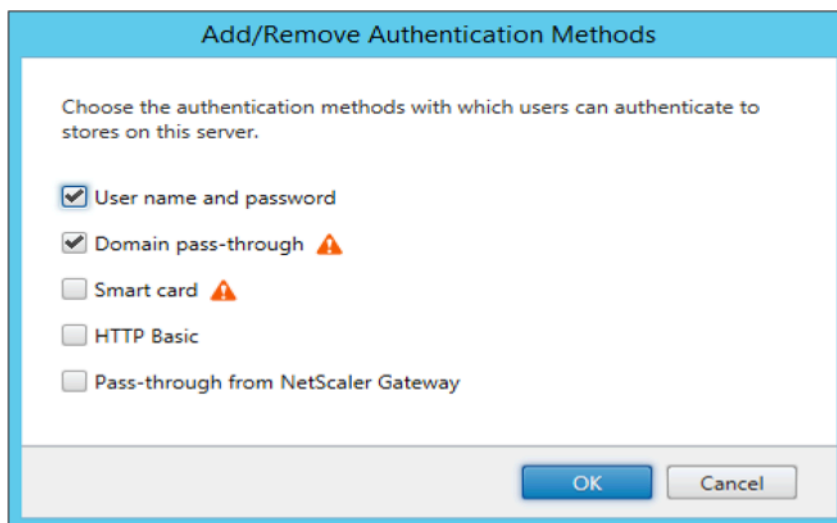 Add/Remove Authentication Methods
Choose the authentication methods with which users can authenticate to
stores on this server.
User name and password
Domain pass-through
Smart card
HTTP Basic
Pass-through from NetScaler Gateway
OK
Cancel